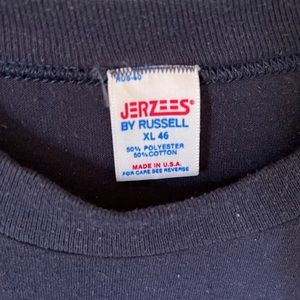 JERZEES
BY RUSSELL
XL 46
50% POLYESTER
50% COTTON
MADE IN U.S.A.
FOR CARE SEE REVERSE